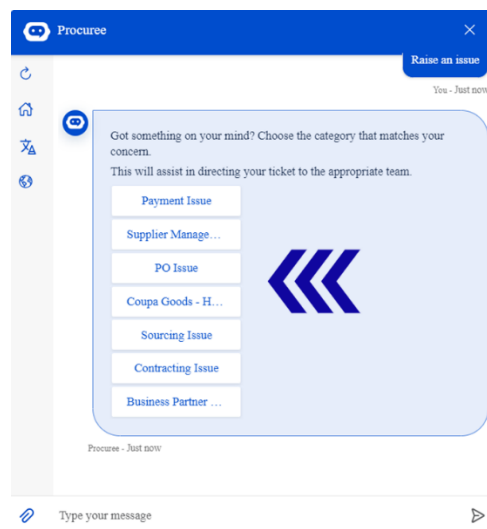 Procuree
Raise an issue
You - Just now
Got something on your mind? Choose the category that matches your
concern.
This will assist in directing your ticket to the appropriate team.
Payment Issue
Supplier Manage...
PO Issue
Coupa Goods - H...
Sourcing Issue
Contracting Issue
Business Partner ...
Procuree - Just now
Type your message